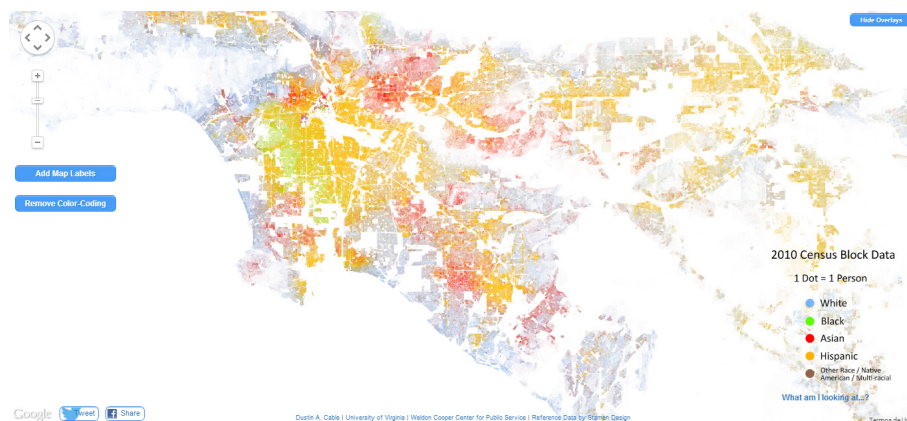 Hide Overlays
Add Map Labels
Remove Color-Coding
2010 Census Block Data
1 Dot = 1 Person
White
Black
Asian
Hispanic
Other Race / Native
American / Multi-racial
What am I looking at...?
Google
Tweet
Share
Dustin A. Cable | University of Virginia | Weldon Cooper Center for Public Service | Reference Data by Stamen Design
Termos de U